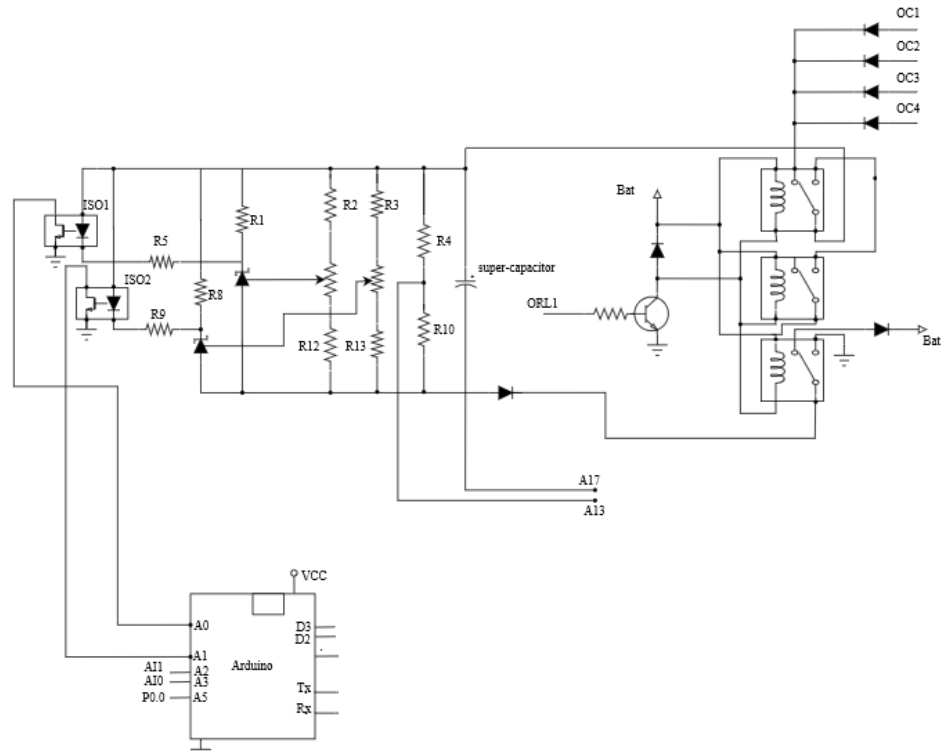 OC1
OC2
OC3
OC4
Bat
ISO1
R1
R2
R3
R4
R5
super-capacitor
ISO2
R8
ORL1
R9
R12
R13
R10
Bat
A17
A13
VCC
A0
D3
D2
A1
Arduino
AI1
A2
AI0
A3
P0.0
A5
Tx
Rx